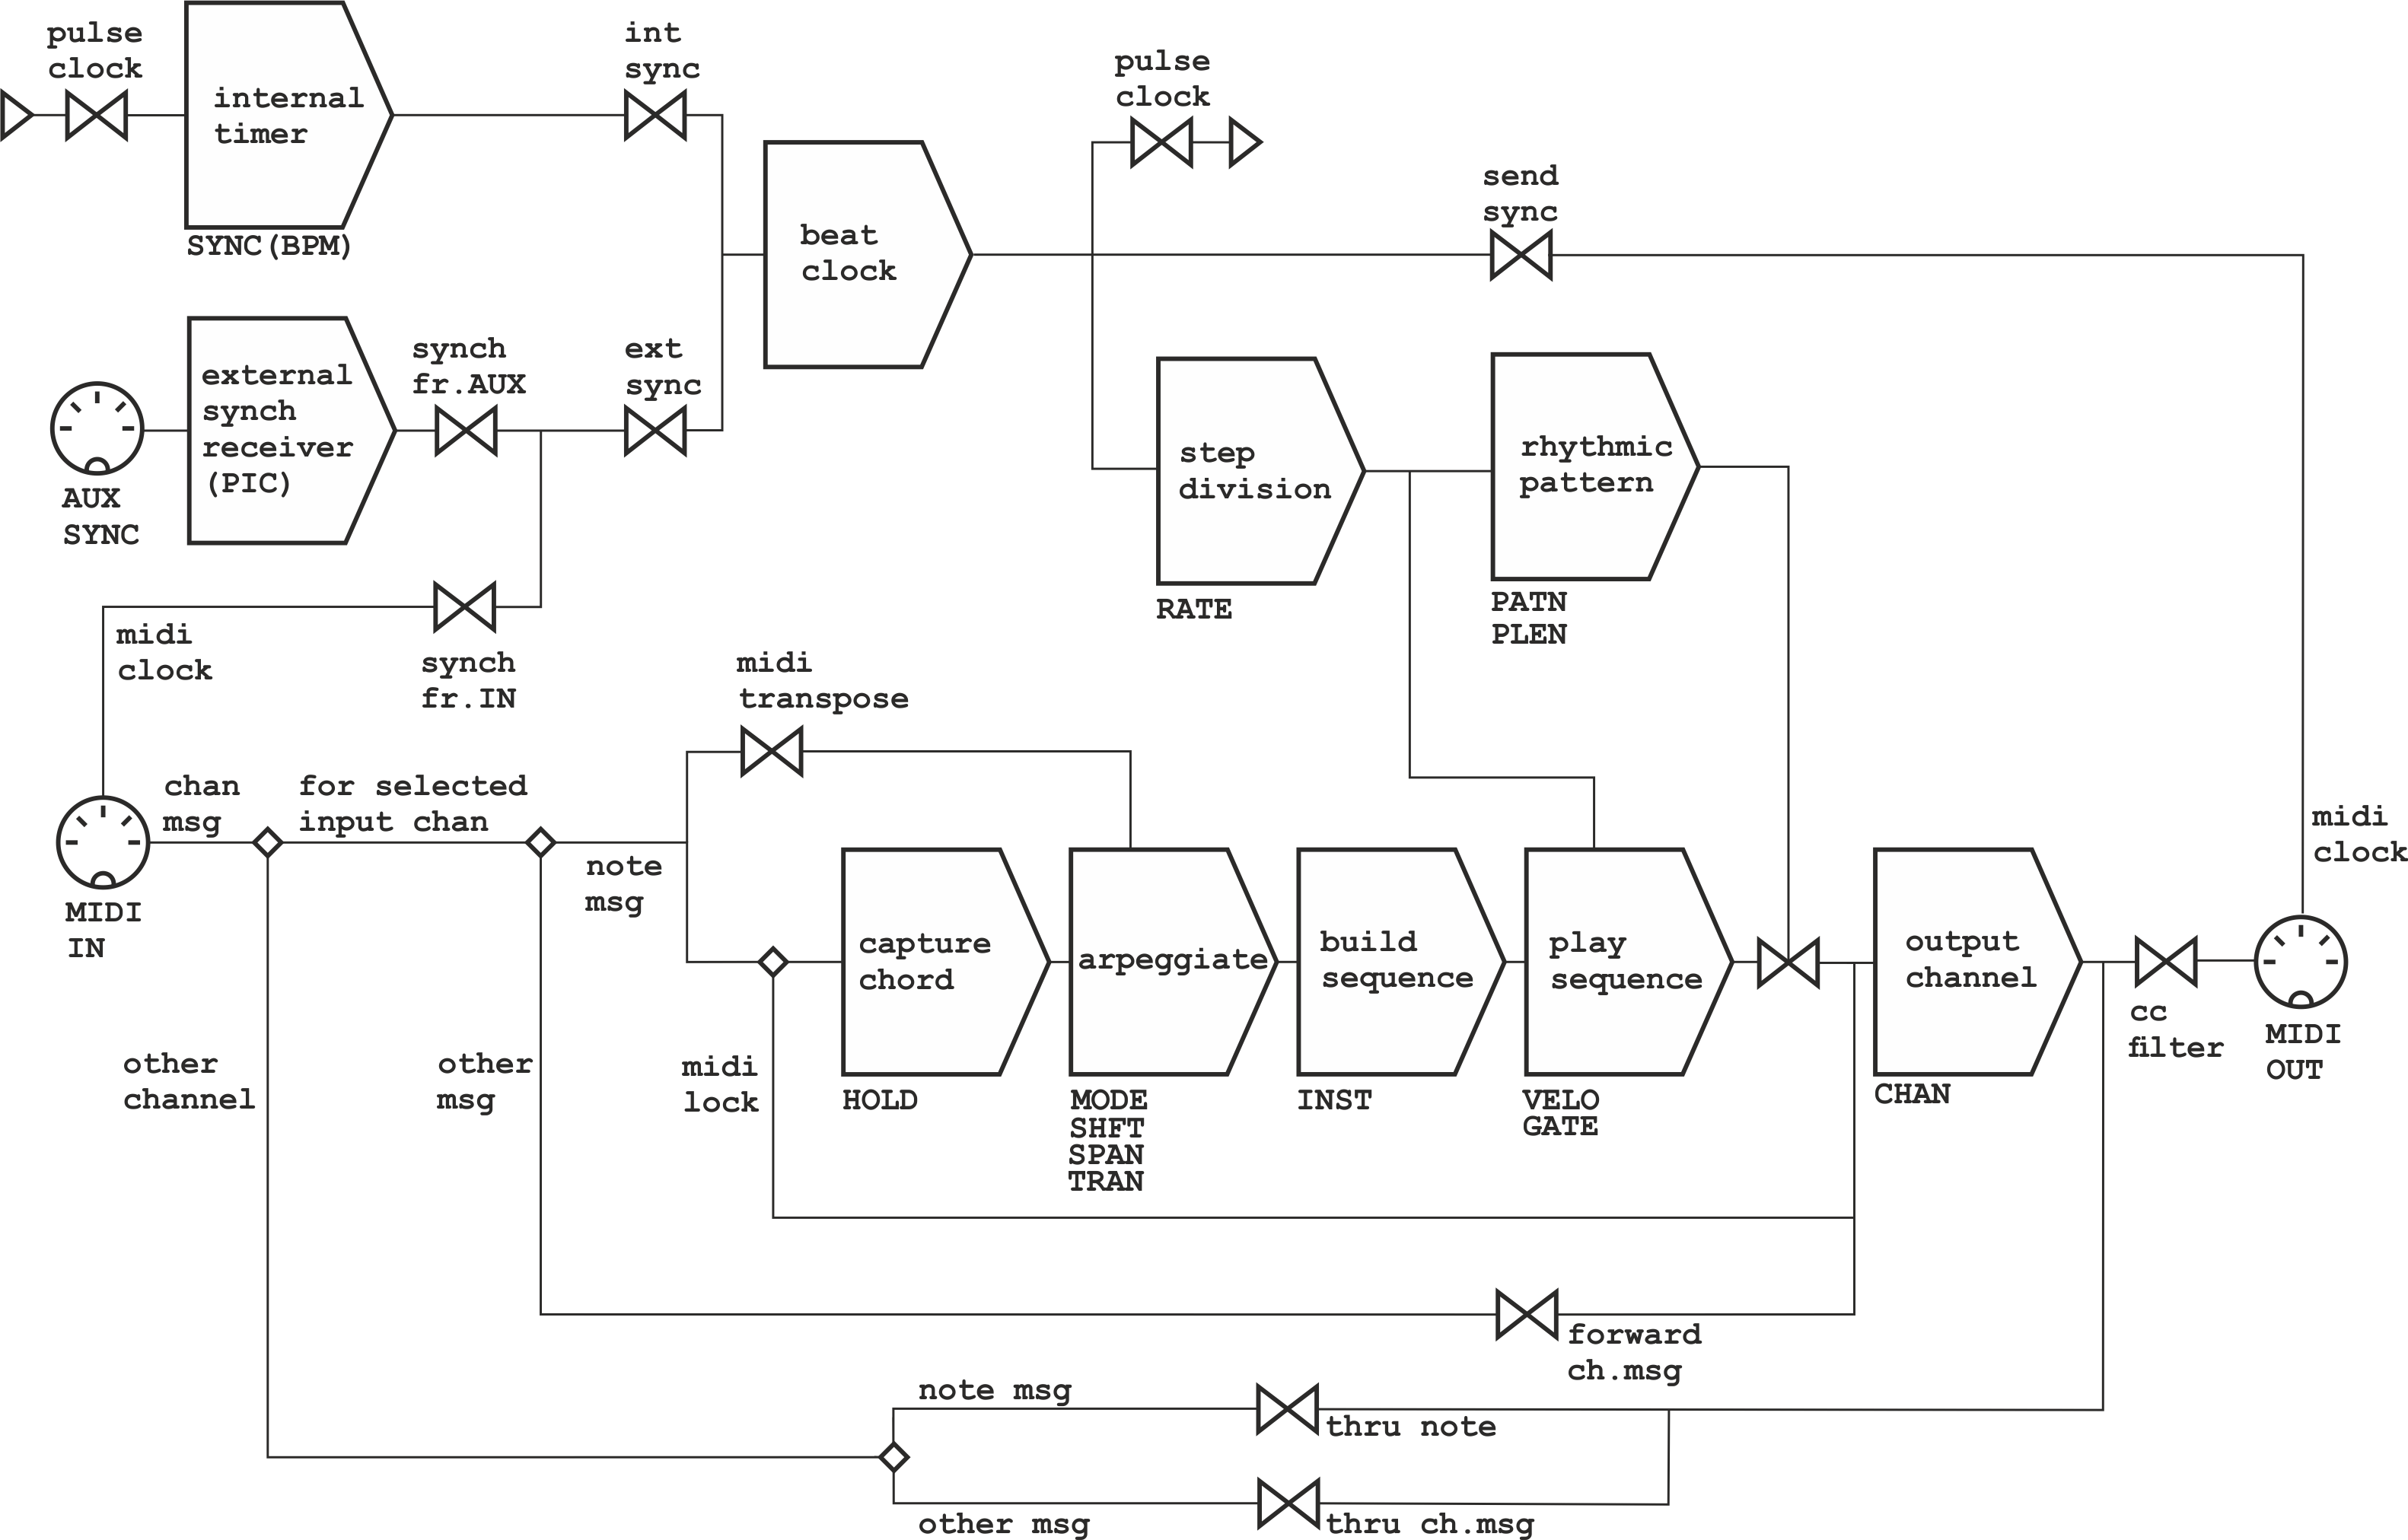 pulse
clock
internal
timer
SYNC(BPM)
int
sync
pulse
clock
send
sync
beat
clock
external
synch
receiver
(PIC)
AUX
SYNC
synch
fr.AUX
ext
sync
step
division
RATE
rhythmic
pattern
PATN
PLEN
midi
clock
synch
fr.IN
midi
transpose
chan
msg
for selected
input chan
note
msg
MIDI
IN
capture
chord
HOLD
arpeggiate
MODE
SHFT
SPAN
TRAN
build
sequence
INST
play
sequence
VELO
GATE
output
channel
CHAN
midi
clock
cc
filter
MIDI
OUT
other
channel
other
msg
midi
lock
forward
ch.msg
note msg
thru note
other msg
thru ch.msg